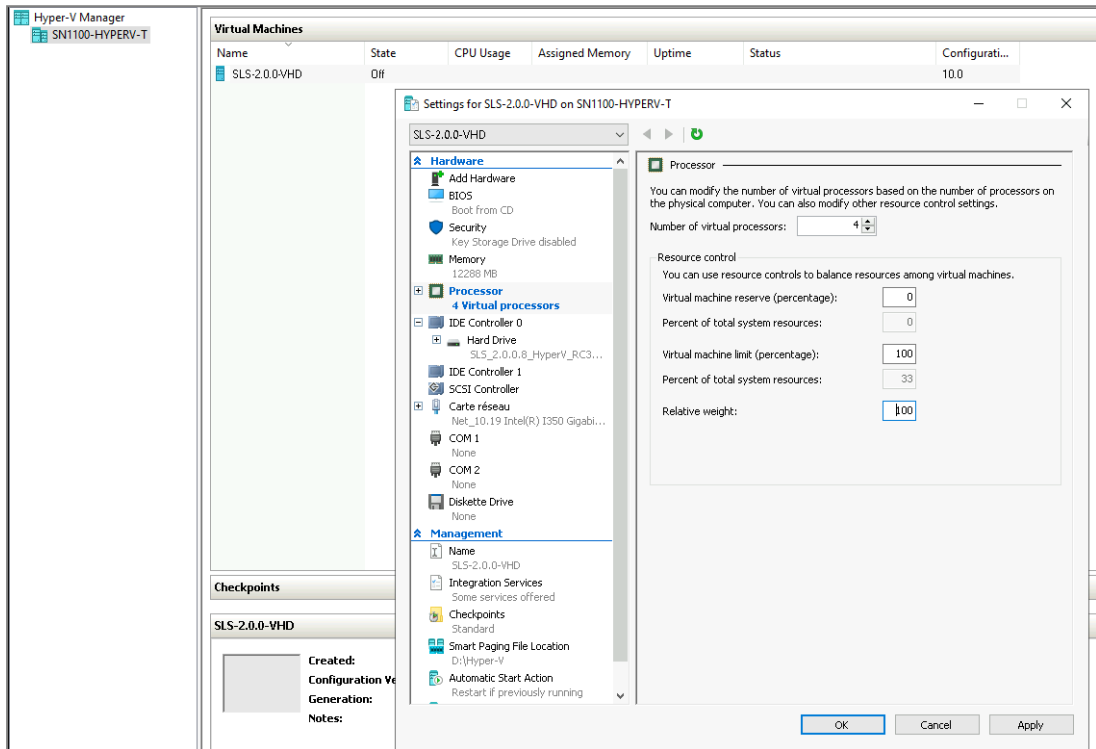 Hyper-V Manager
SN1100-HYPERV-T
Virtual Machines
Name State CPU Usage Assigned Memory Uptime Status Configurati...
SLS-2.0.0-VHD Off 10.0
Settings for SLS-2.0.0-VHD on SN1100-HYPERV-T
SLS-2.0.0-VHD
Hardware
Add Hardware
BIOS
Boot from CD
Security
Key Storage Drive disabled
Memory
12288 MB
Processor
4 Virtual processors
IDE Controller 0
Hard Drive
SLS_2.0.0.8_HyperV_RC3...
IDE Controller 1
SCSI Controller
Carte réseau
Net_10.19 Intel(R) I350 Gigabi...
COM 1
None
COM 2
None
Diskette Drive
None
Management
Name
SLS-2.0.0-VHD
Integration Services
Some services offered
Checkpoints
Standard
Smart Paging File Location
D:\Hyper-V
Automatic Start Action
Restart if previously running
Processor
You can modify the number of virtual processors based on the number of processors on
the physical computer. You can also modify other resource control settings.
Number of virtual processors: 4
Resource control
You can use resource controls to balance resources among virtual machines.
Virtual machine reserve (percentage): 0
Percent of total system resources: 0
Virtual machine limit (percentage): 100
Percent of total system resources: 33
Relative weight: 100
OK Cancel Apply
Checkpoints
SLS-2.0.0-VHD
Created:
Configuration Ve
Generation:
Notes: